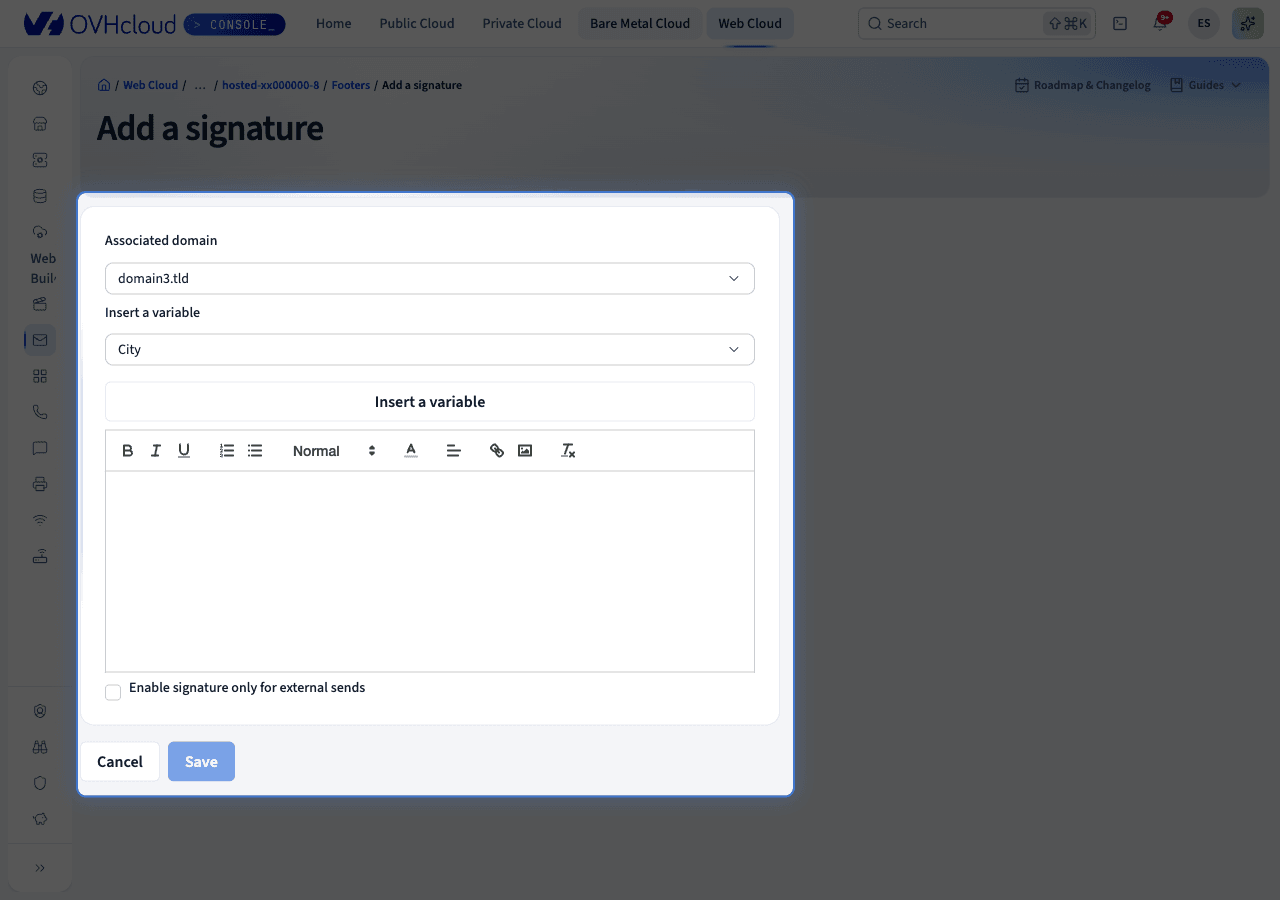 OVHcloud > CONSOLE_ Home Public Cloud Private Cloud Bare Metal Cloud Web Cloud Search ⇧⌘K 9+ ES
/ Web Cloud / ... / hosted-xx000000-8 / Footers / Add a signature Roadmap & Changelog Guides
Add a signature
Web
Buil
Associated domain
domain3.tld
Insert a variable
City
Insert a variable
B I U Normal A
Enable signature only for external sends
Cancel Save